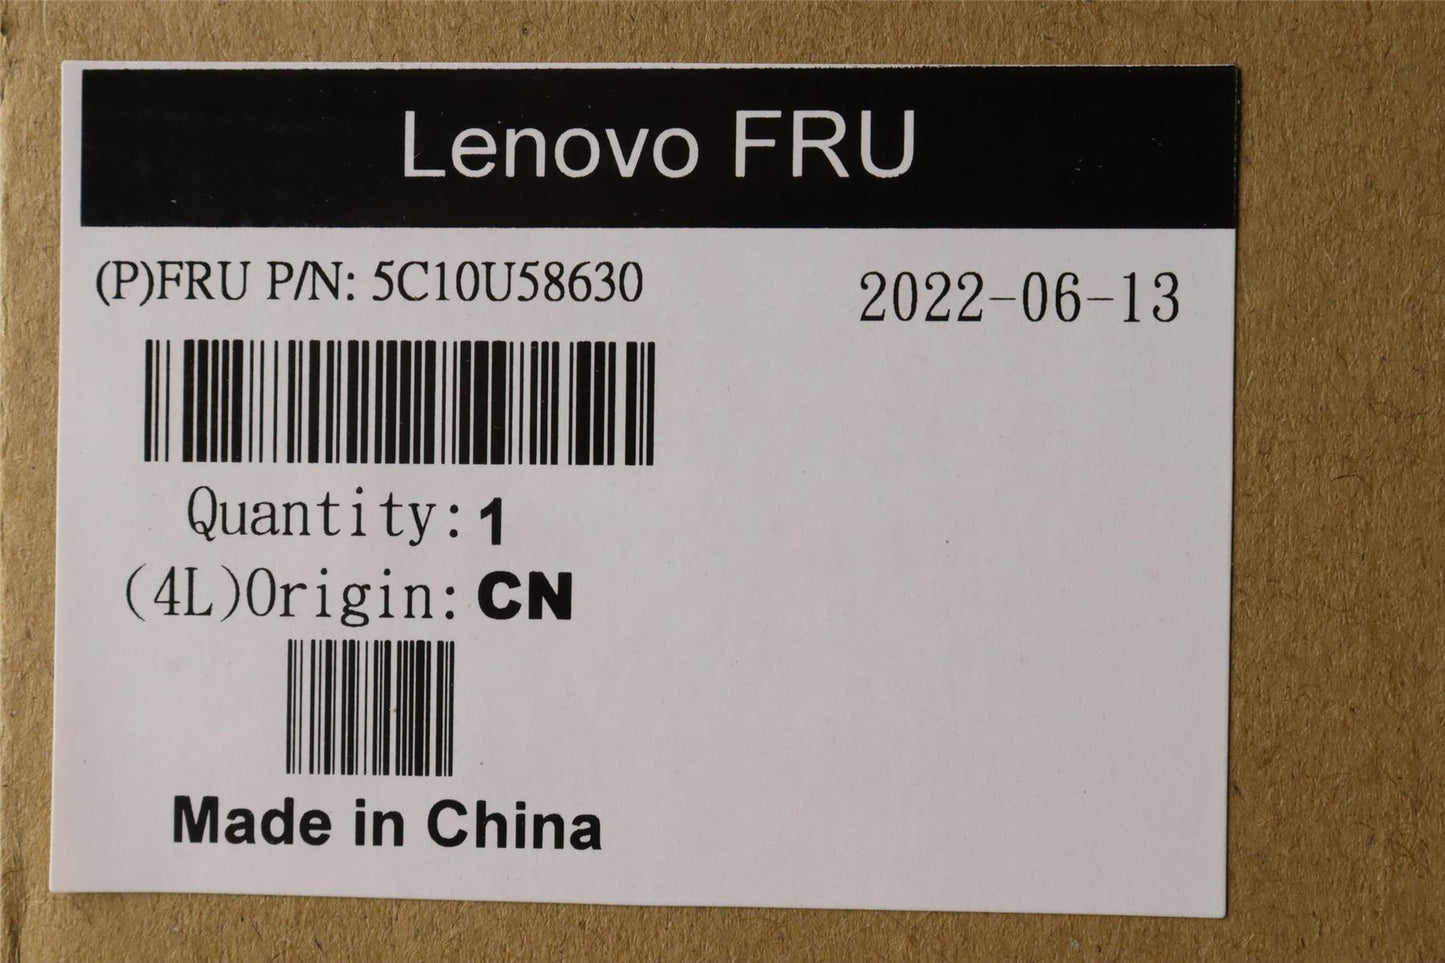 Lenovo FRU
(P)FRU P/N: 5C10U58630
2022-06-13
Quantity: 1
(4L)Origin: CN
Made in China